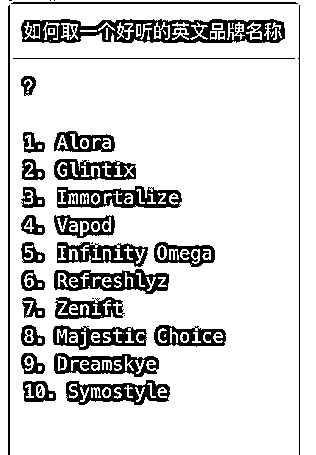 如何取一个好听的英文品牌名称
?
1. Alora
2. Glintix
3. Immortalize
4. Vapod
5. Infinity Omega
6. Refreshlyz
7. Zenift
8. Majestic Choice
9. Dreamskye
10. Symostyle